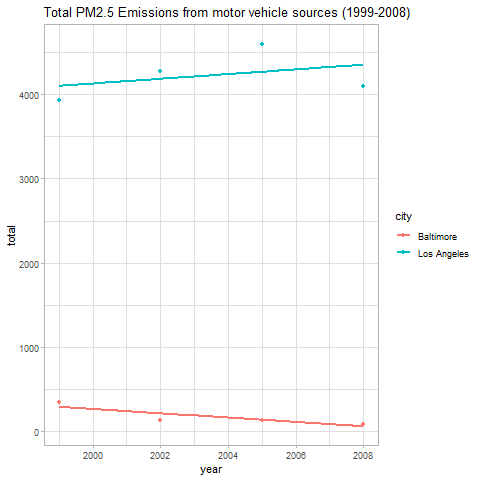 Total PM2.5 Emissions from motor vehicle sources (1999-2008)
4000
3000
2000
1000
0
total
2000
2002
2004
2006
2008
year
city
Baltimore
Los Angeles